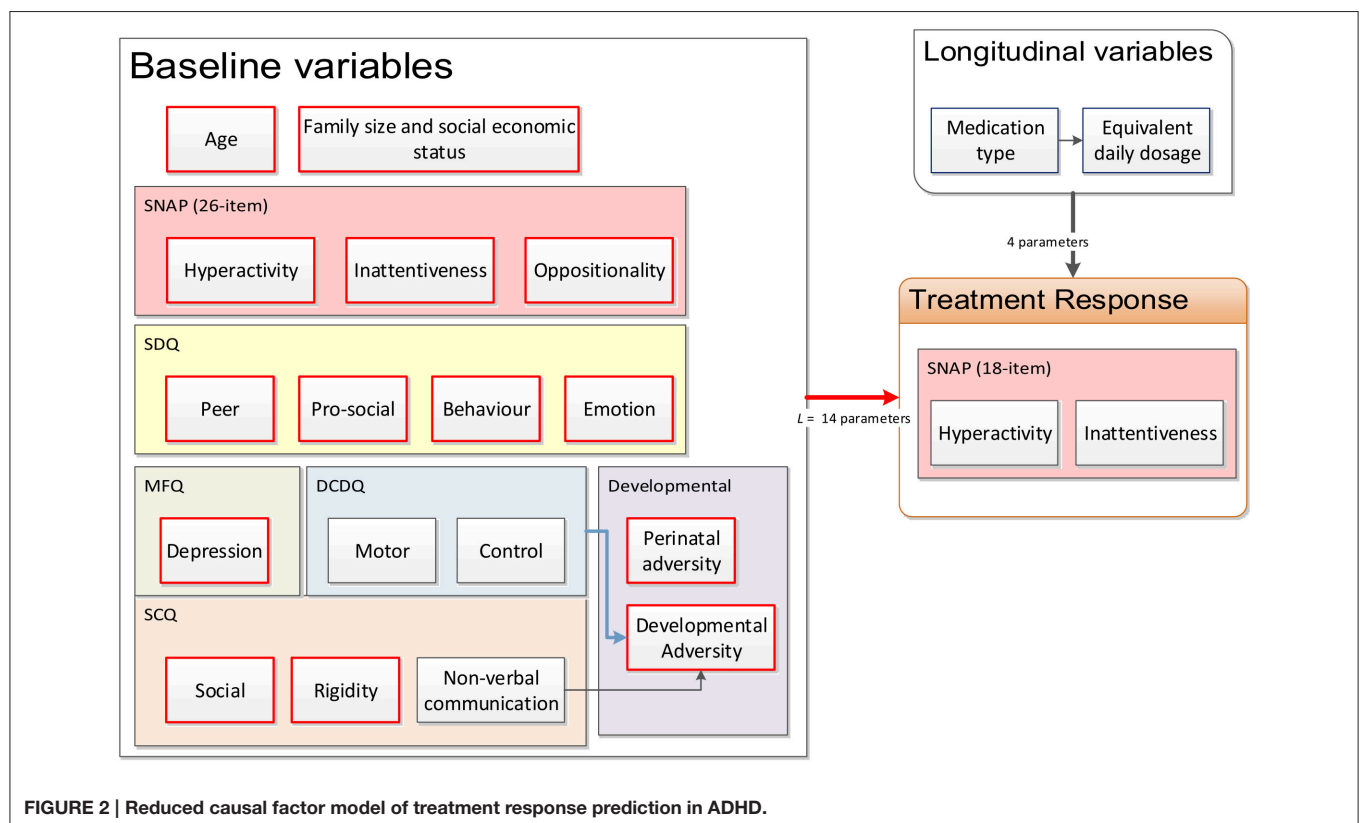 Baseline variables
Age
Family size and social economic
status
SNAP (26-item)
Hyperactivity
Inattentiveness
Oppositionality
SDQ
Peer
Pro-social
Behaviour
Emotion
MFQ
Depression
DCDQ
Motor
Control
Developmental
Perinatal
adversity
Developmental
Adversity
SCQ
Social
Rigidity
Non-verbal
communication
L = 14 parameters
Longitudinal variables
Medication
type
Equivalent
daily dosage
4 parameters
Treatment Response
SNAP (18-item)
Hyperactivity
Inattentiveness
FIGURE 2 | Reduced causal factor model of treatment response prediction in ADHD.